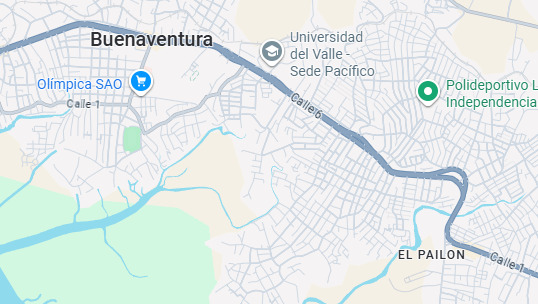 Buenaventura
Universidad
del Valle -
Sede Pacífico
Olímpica SAO
Calle 1
Calle 6
Polideportivo L
Independencia
EL PAILON
Calle 1